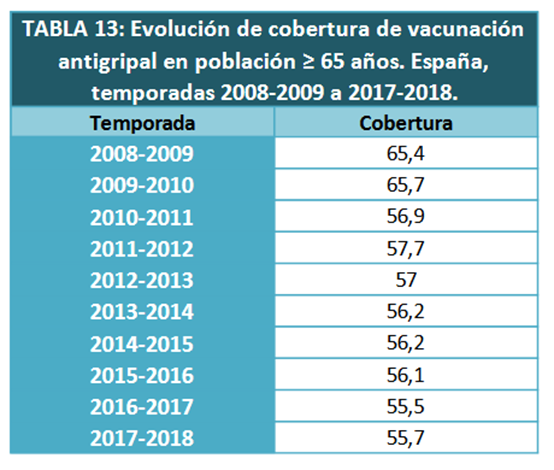 TABLA 13: Evolución de cobertura de vacunación
antigripal en población ≥ 65 años. España,
temporadas 2008-2009 a 2017-2018.
Temporada Cobertura
2008-2009 65,4
2009-2010 65,7
2010-2011 56,9
2011-2012 57,7
2012-2013 57
2013-2014 56,2
2014-2015 56,2
2015-2016 56,1
2016-2017 55,5
2017-2018 55,7